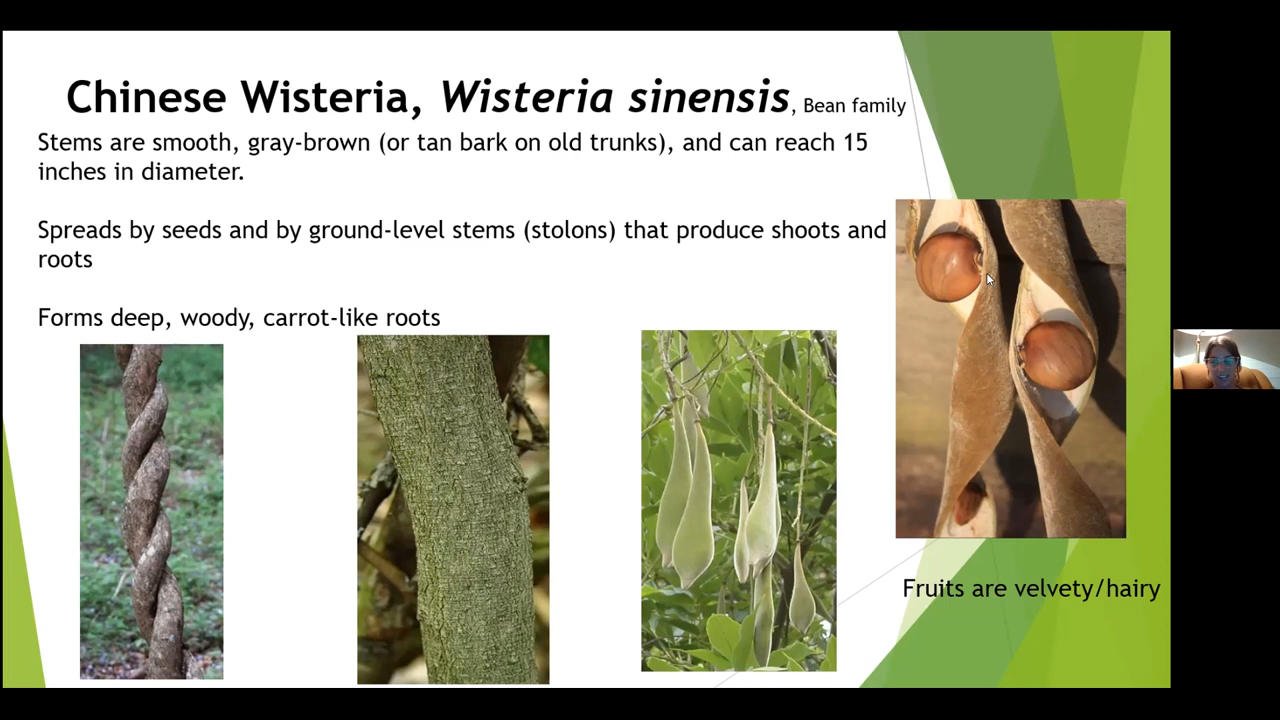 Chinese Wisteria, Wisteria sinensis, Bean family
Stems are smooth, gray-brown (or tan bark on old trunks), and can reach 15
inches in diameter.
Spreads by seeds and by ground-level stems (stolons) that produce shoots and
roots
Forms deep, woody, carrot-like roots
Fruits are velvety/hairy